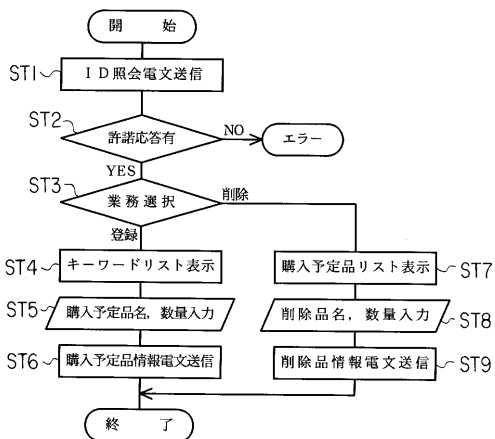 開 始
ST1
ID照会電文送信
ST2
許諾応答有
NO
エラー
YES
ST3
業務選択
削除
登録
ST4
キーワードリスト表示
購入予定品リスト表示
ST7
ST5
購入予定品名，数量入力
削除品名，数量入力
ST8
ST6
購入予定品情報電文送信
削除品情報電文送信
ST9
終 了